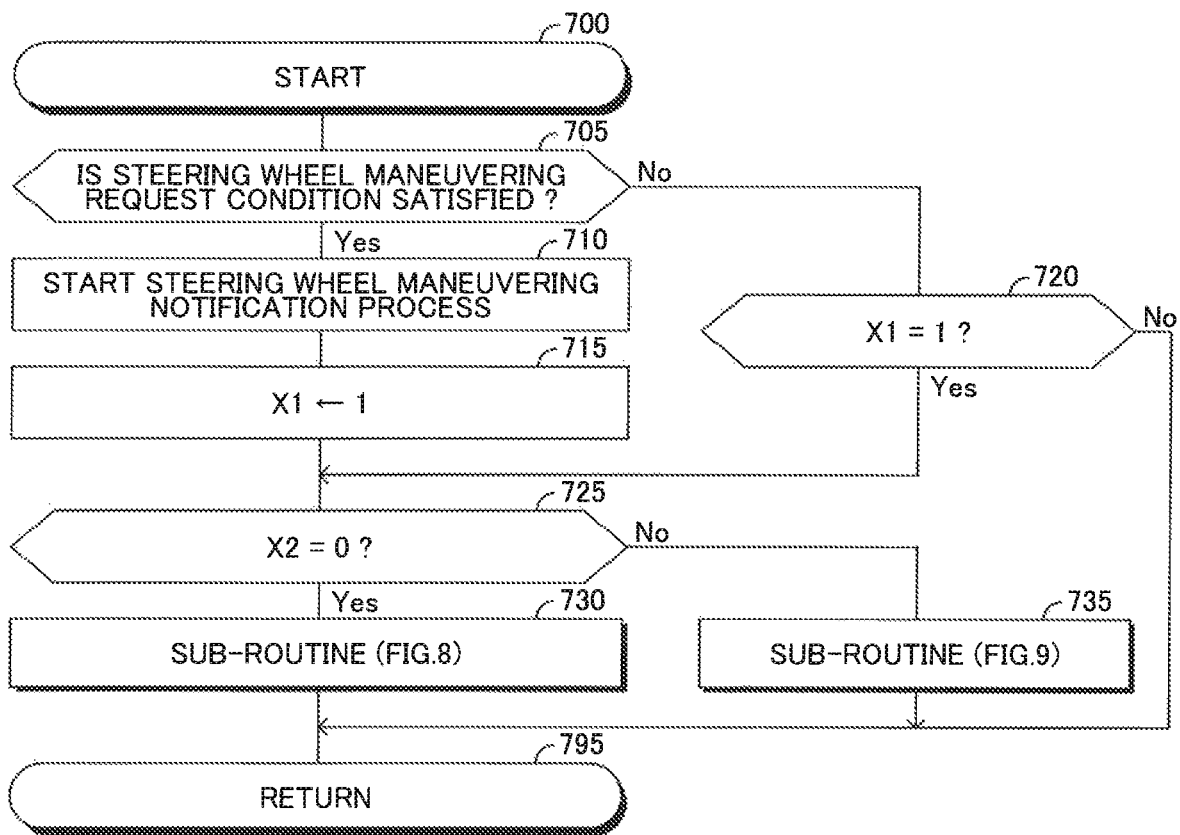 700
START
705
IS STEERING WHEEL MANEUVERING
REQUEST CONDITION SATISFIED ?
No
Yes
710
START STEERING WHEEL MANEUVERING
NOTIFICATION PROCESS
720
X1 = 1 ?
No
Yes
715
X1 ← 1
725
X2 = 0 ?
No
Yes
730
SUB-ROUTINE (FIG.8)
735
SUB-ROUTINE (FIG.9)
795
RETURN